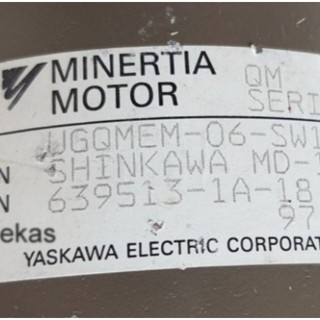 MINERTIA QM
MOTOR SERI
UGQMEM-06-SW1
N SHINKAWA MD-
N 639513-1A-18
97
ekas
YASKAWA ELECTRIC CORPORAT